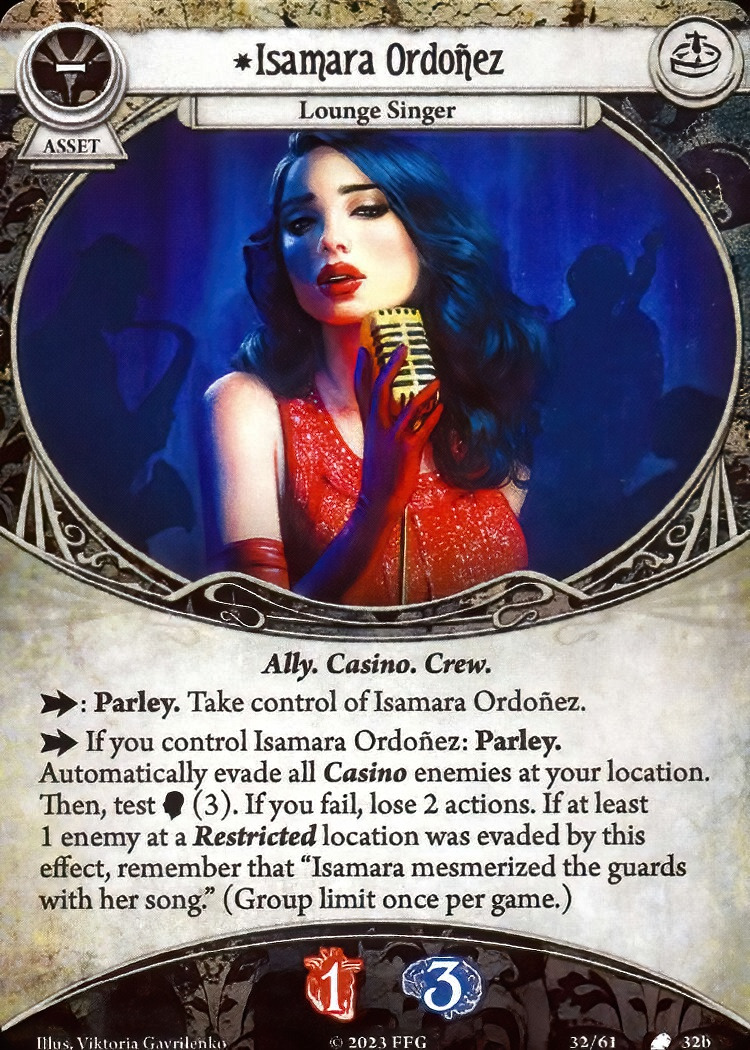 Isamara Ordoñez
Lounge Singer
ASSET
Ally. Casino. Crew.
: Parley. Take control of Isamara Ordoñez.
If you control Isamara Ordoñez: Parley.
Automatically evade all Casino enemies at your location.
Then, test (3). If you fail, lose 2 actions. If at least
1 enemy at a Restricted location was evaded by this
effect, remember that “Isamara mesmerized the guards
with her song.” (Group limit once per game.)
1 3
Illus. Viktoria Gavrilenko © 2023 FFG 32/61 32b